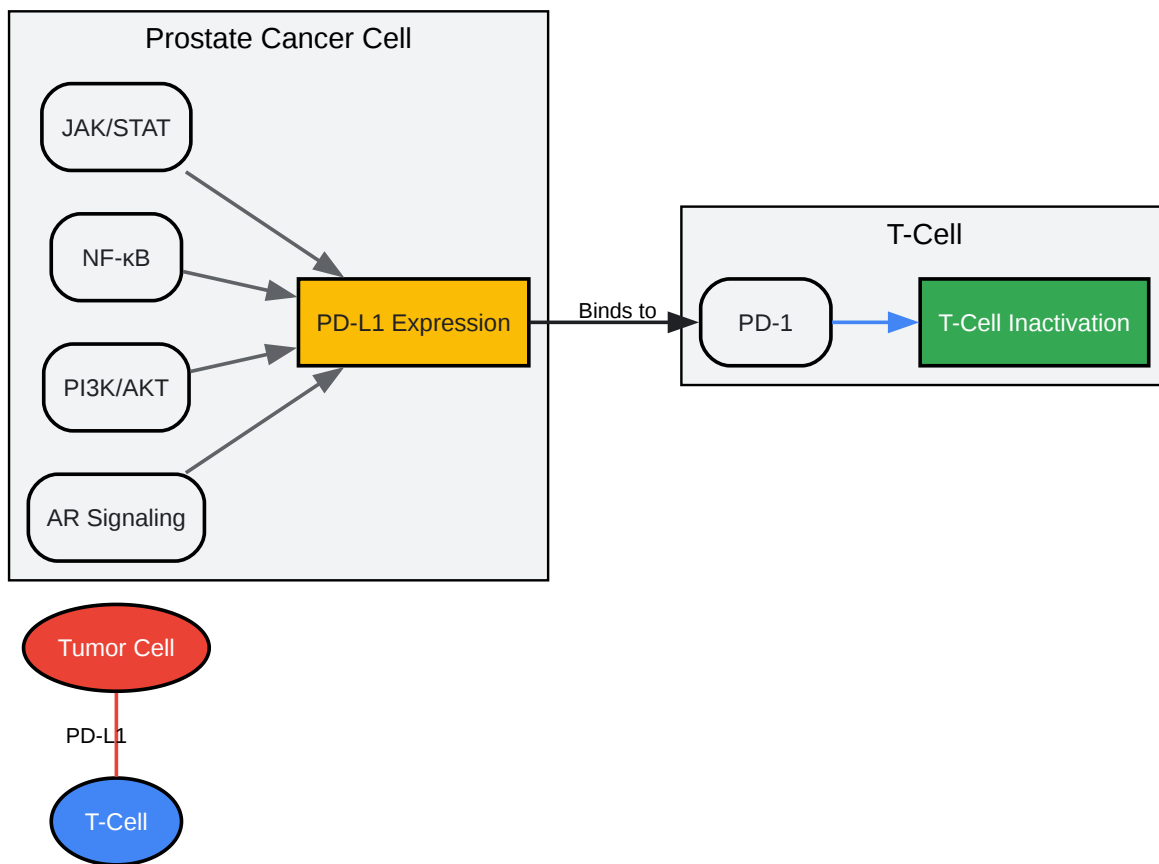 Prostate Cancer Cell
JAK/STAT
NF-κB
PI3K/AKT
AR Signaling
PD-L1 Expression
Binds to
T-Cell
PD-1
T-Cell Inactivation
Tumor Cell
PD-L1
T-Cell